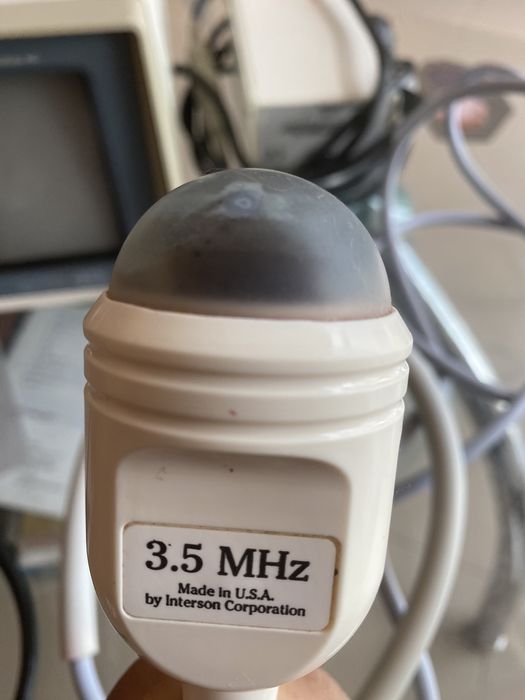 3.5 MHz
Made in U.S.A.
by Interson Corporation